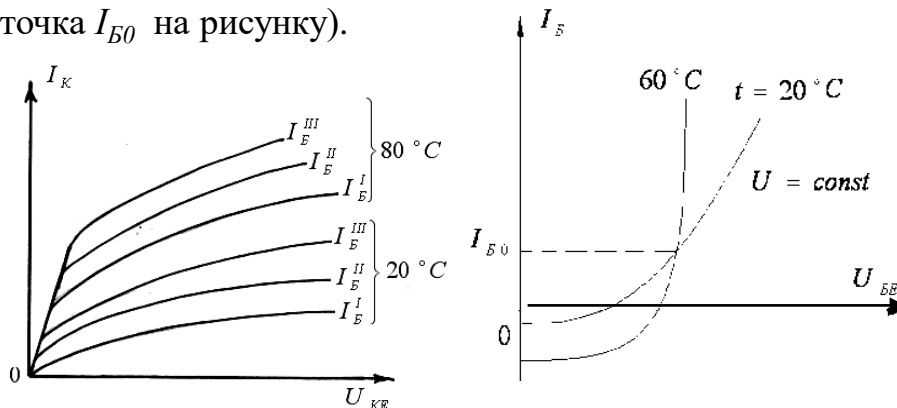 точка I_Б0 на рисунку).
I_К
I_Б^III
I_Б^II
I_Б^I
80 °C
I_Б^III
I_Б^II
I_Б^I
20 °C
0
U_КЕ
I_Б
60 °C
t = 20 °C
U = const
I_Б0
U_БЕ
0